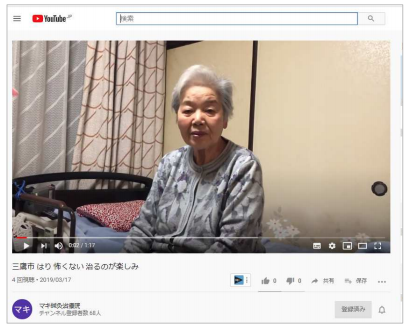 YouTube JP
検索
0:02 / 1:17
三鷹市 はり 怖くない 治るのが楽しみ
4 回視聴・2019/03/17
0
0
共有
保存
マキ
マキ鍼灸治療院
チャンネル登録者数 68人
登録済み